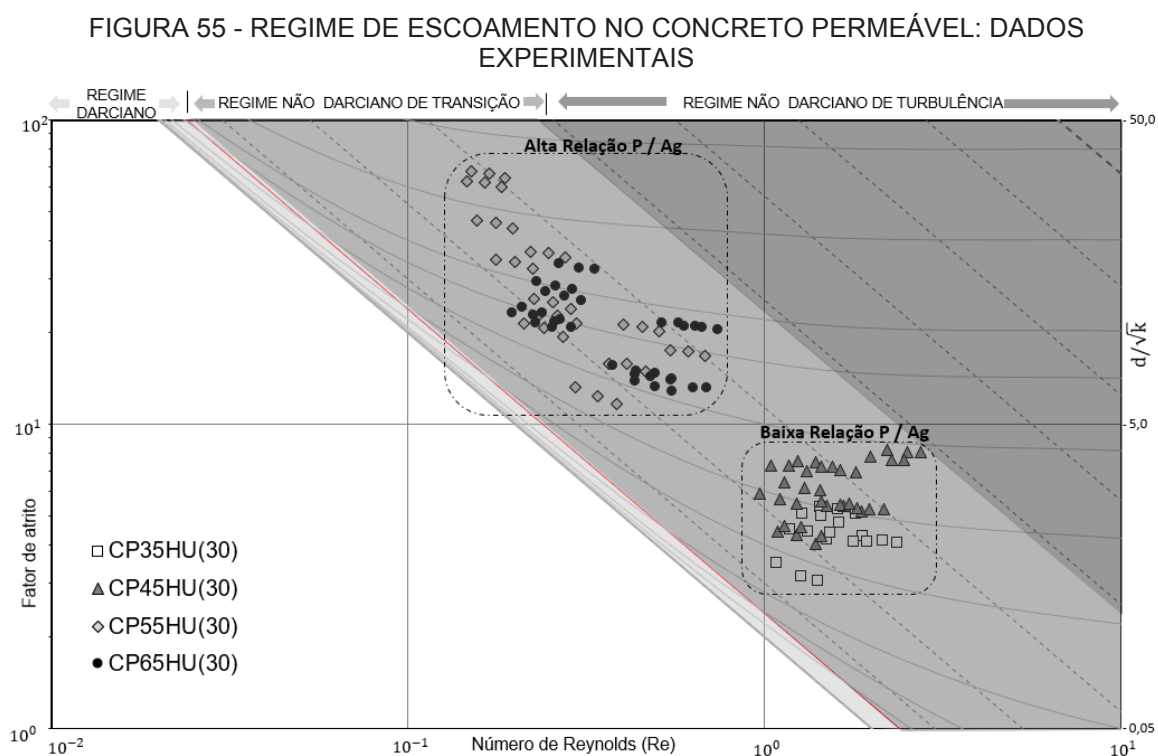 FIGURA 55 - REGIME DE ESCOAMENTO NO CONCRETO PERMEÁVEL: DADOS
EXPERIMENTAIS
REGIME
DARCIANO
REGIME NÃO DARCIANO DE TRANSIÇÃO
REGIME NÃO DARCIANO DE TURBULÊNCIA
10²
50,0
Alta Relação P / Ag
d/√k
10¹
5,0
Baixa Relação P / Ag
Fator de atrito
CP35HU(30)
CP45HU(30)
CP55HU(30)
CP65HU(30)
10⁰
0,05
10⁻²
10⁻¹
Número de Reynolds (Re)
10⁰
10¹